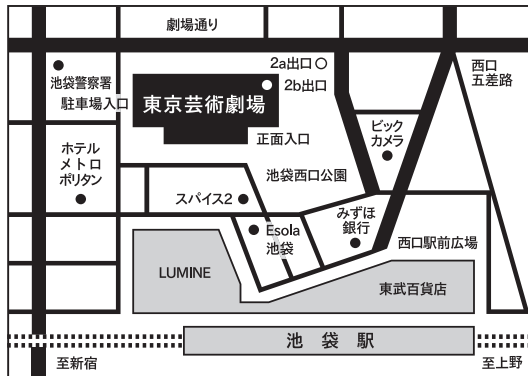 劇場通り
2a出口
2b出口
西口
五差路
池袋警察署
駐車場入口
東京芸術劇場
正面入口
ビック
カメラ
ホテル
メトロ
ポリタン
池袋西口公園
スパイス2
みずほ
銀行
Esola
池袋
西口駅前広場
LUMINE
東武百貨店
池袋駅
至新宿
至上野